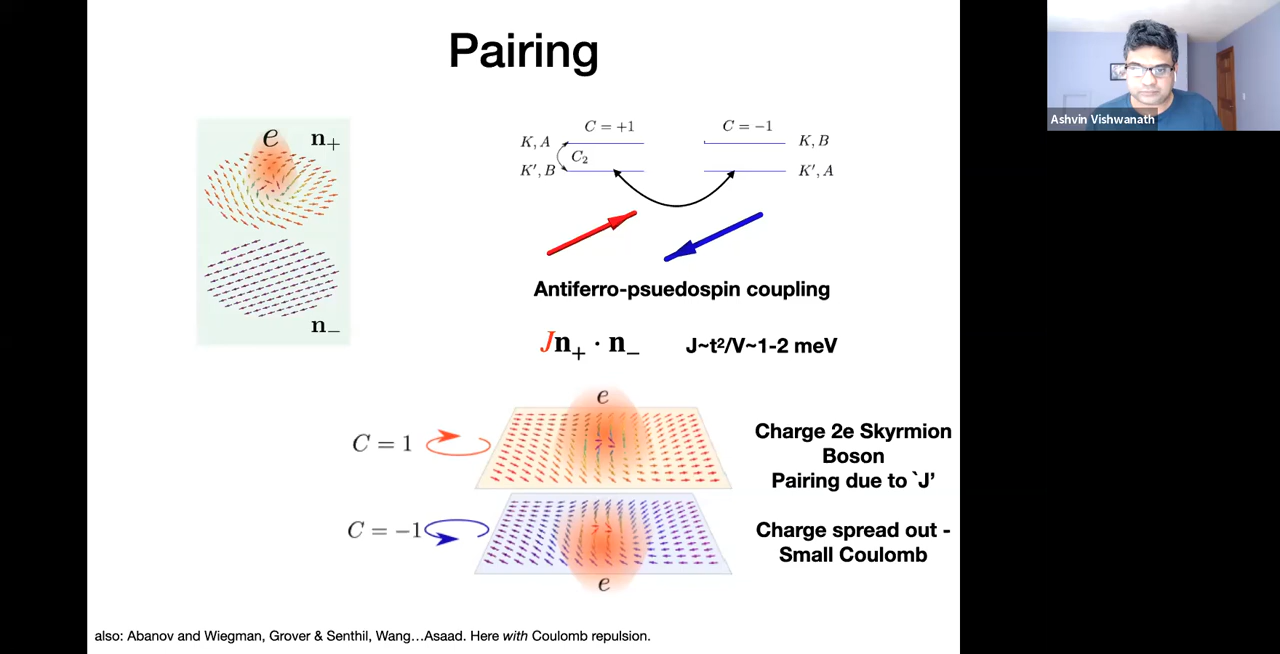 Pairing
Ashvin Vishwanath
e n₊
n₋
C = +1 C = −1
K, A K, B
C₂
K′, B K′, A
Antiferro-psuedospin coupling
Jn₊ · n₋ J~t²/V~1-2 meV
e
C = 1
C = −1
e
Charge 2e Skyrmion
Boson
Pairing due to `J’
Charge spread out -
Small Coulomb
also: Abanov and Wiegman, Grover & Senthil, Wang...Asaad. Here with Coulomb repulsion.